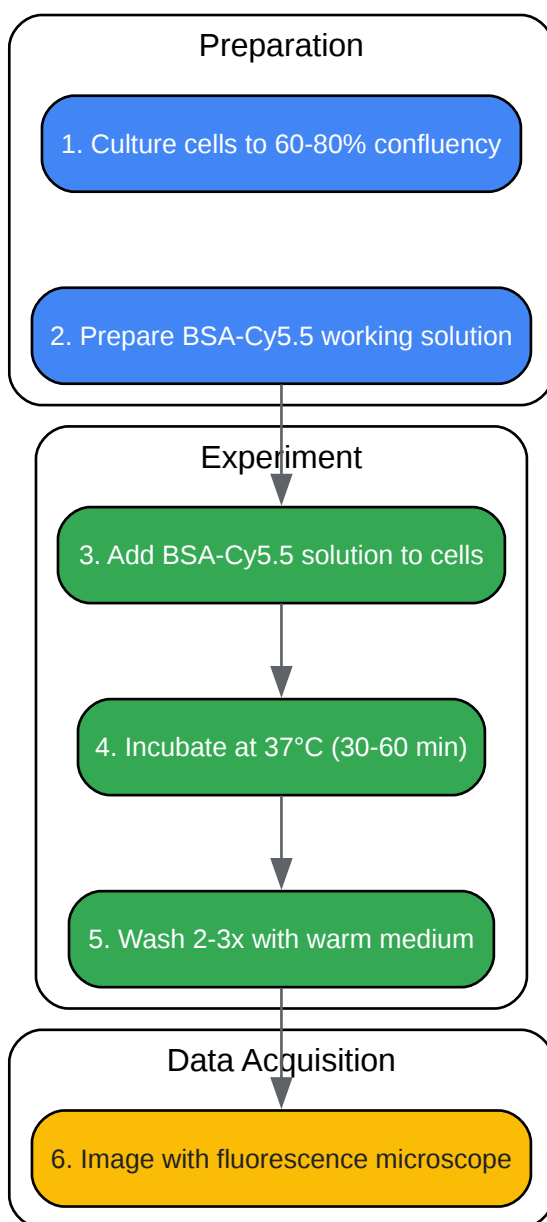 Preparation
1. Culture cells to 60-80% confluency
2. Prepare BSA-Cy5.5 working solution
Experiment
3. Add BSA-Cy5.5 solution to cells
4. Incubate at 37°C (30-60 min)
5. Wash 2-3x with warm medium
Data Acquisition
6. Image with fluorescence microscope